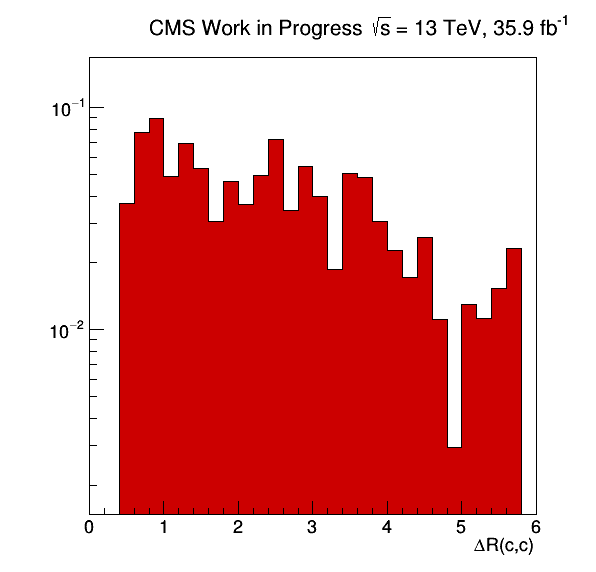 CMS Work in Progress √s = 13 TeV, 35.9 fb⁻¹
10⁻¹
10⁻²
0 1 2 3 4 5 6
ΔR(c,c)